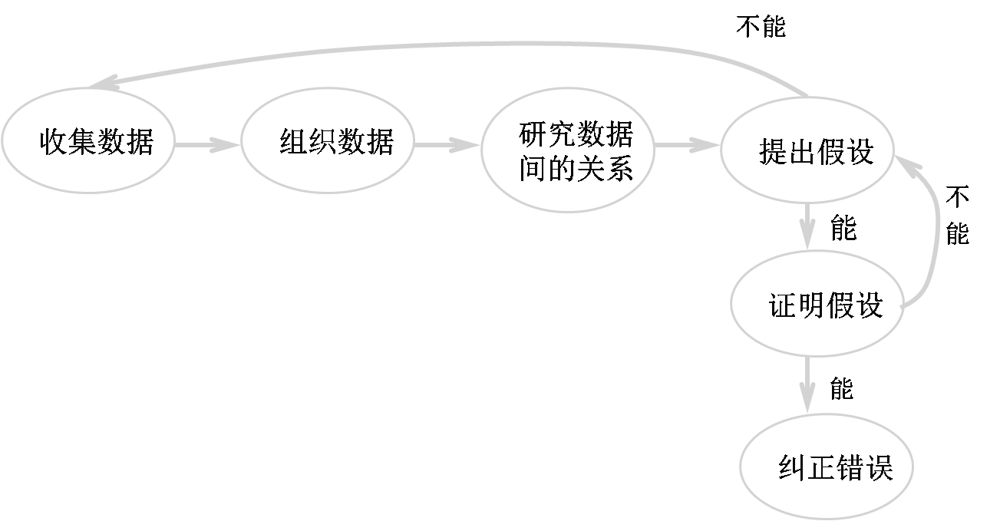 不能
收集数据
组织数据
研究数据
间的关系
提出假设
不
能
能
证明假设
能
纠正错误